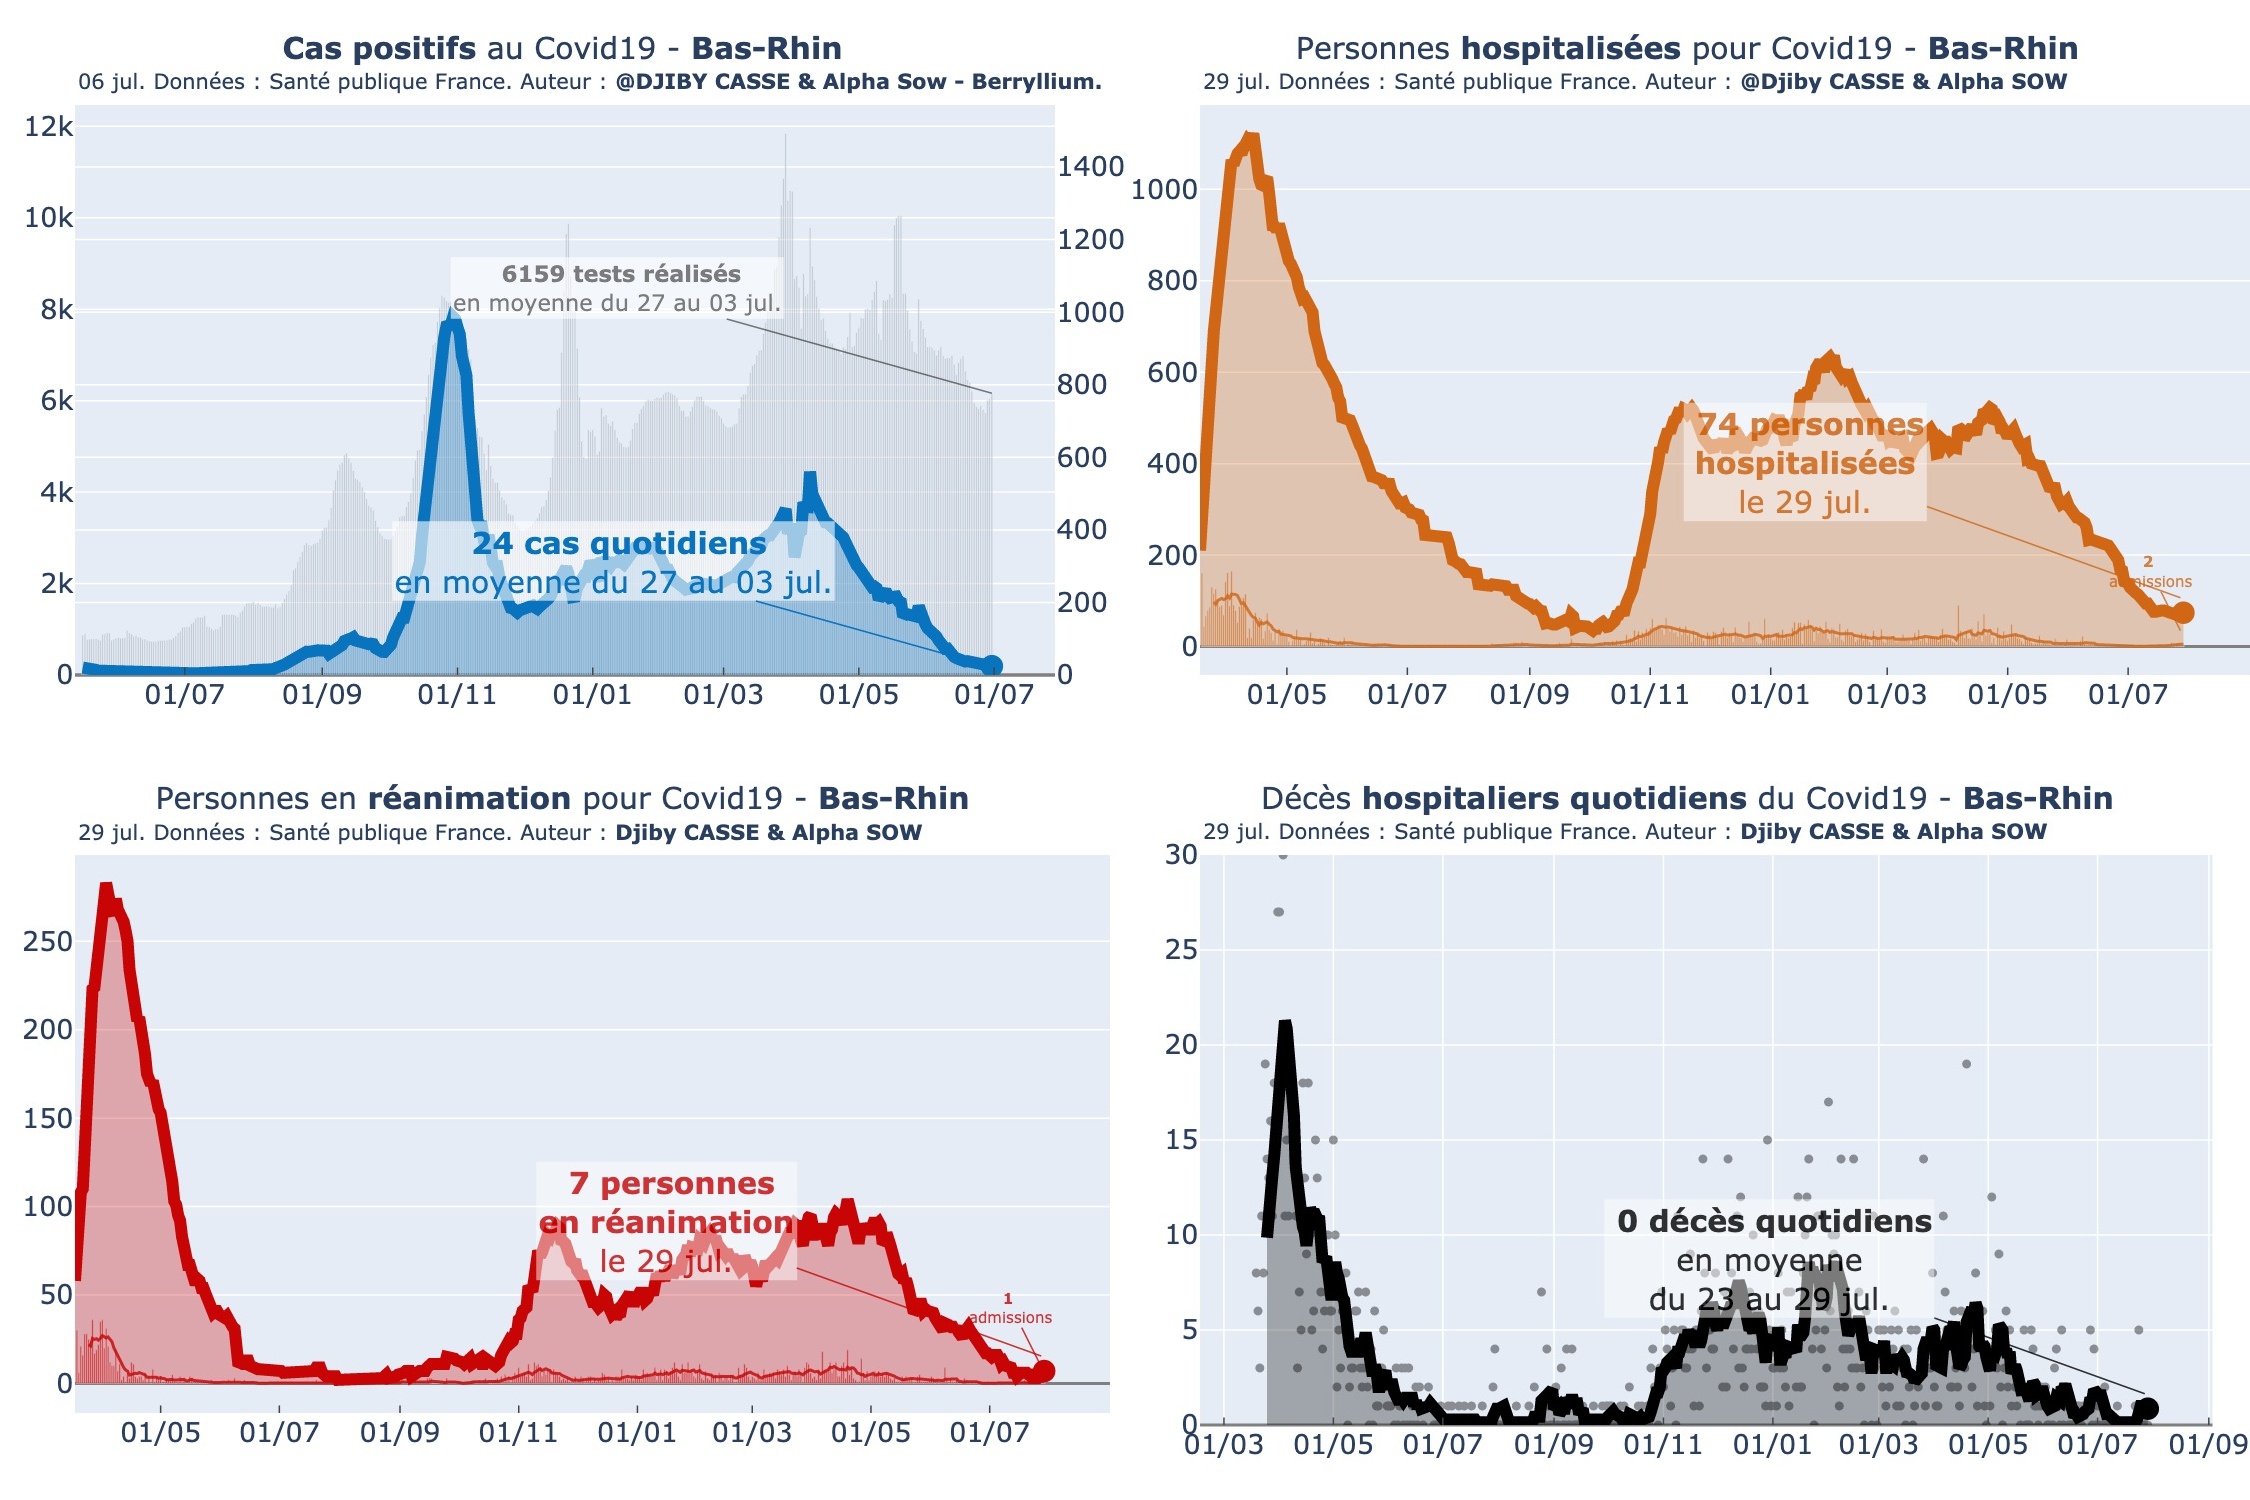 Cas positifs au Covid19 - Bas-Rhin
06 jul. Données : Santé publique France. Auteur : @DJIBY CASSE & Alpha Sow - Berryllium.
12k
10k
8k
6k
4k
2k
0
1400
1200
1000
800
600
400
200
0
6159 tests réalisés
en moyenne du 27 au 03 jul.
24 cas quotidiens
en moyenne du 27 au 03 jul.
01/07 01/09 01/11 01/01 01/03 01/05 01/07
Personnes hospitalisées pour Covid19 - Bas-Rhin
29 jul. Données : Santé publique France. Auteur : @Djiby CASSE & Alpha SOW
1000
800
600
400
200
0
74 personnes
hospitalisées
le 29 jul.
2
admissions
01/05 01/07 01/09 01/11 01/01 01/03 01/05 01/07
Personnes en réanimation pour Covid19 - Bas-Rhin
29 jul. Données : Santé publique France. Auteur : Djiby CASSE & Alpha SOW
250
200
150
100
50
0
7 personnes
en réanimation
le 29 jul.
1
admissions
01/05 01/07 01/09 01/11 01/01 01/03 01/05 01/07
Décès hospitaliers quotidiens du Covid19 - Bas-Rhin
29 jul. Données : Santé publique France. Auteur : Djiby CASSE & Alpha SOW
30
25
20
15
10
5
0
0 décès quotidiens
en moyenne
du 23 au 29 jul.
01/03 01/05 01/07 01/09 01/11 01/01 01/03 01/05 01/07 01/09